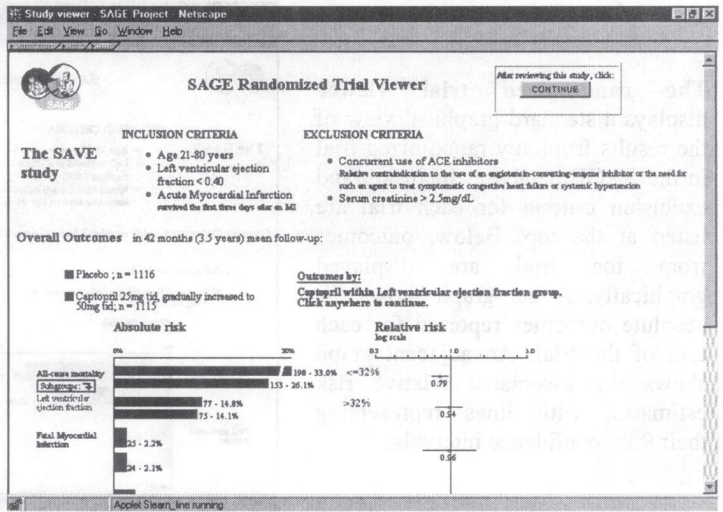 Study viewer - SAGE Project - Netscape
File Edit View Go Window Help
SAGE
SAGE Randomized Trial Viewer
After reviewing this study, click:
CONTINUE
The SAVE
study
INCLUSION CRITERIA
• Age 21-80 years
• Left ventricular ejection
fraction < 0.40
• Acute Myocardial Infarction
survived the first three days after an MI
EXCLUSION CRITERIA
• Concurrent use of ACE inhibitors
Relative contraindication to the use of an angiotensin-converting-enzyme inhibitor or the need for
such an agent to treat symptomatic congestive heart failure or systemic hypertension
• Serum creatinine > 2.5mg/dL
Overall Outcomes in 42 months (3.5 years) mean follow-up:
Placebo ; n = 1116
Captopril 25mg tid, gradually increased to
50mg tid; n = 1115
Outcomes by:
Captopril within Left ventricular ejection fraction group.
Click anywhere to continue.
Absolute risk
Relative risk
log scale
0% 30%
0.2 5.0
All-cause mortality
198 - 33.0% <=32%
Subgroups:
153 - 26.1% 0.79
Left ventricular
ejection fraction
77 - 14.8% >32%
75 - 14.1% 0.94
Fatal Myocardial
Infarction
25 - 2.2%
24 - 2.1% 0.96
Applet Steam_line running